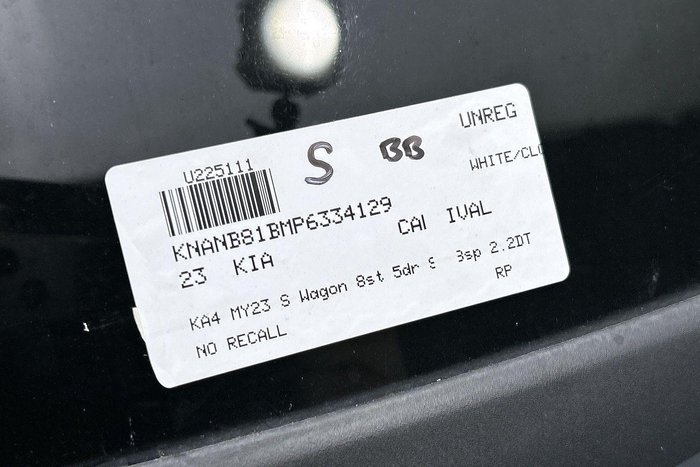 UNREG
U225111
S BB
WHITE/CLO
KNANB81BMP6334129
23 KIA CAI IVAL
KA4 MY23 S Wagon 8st 5dr S 3sp 2.2DT
RP
NO RECALL